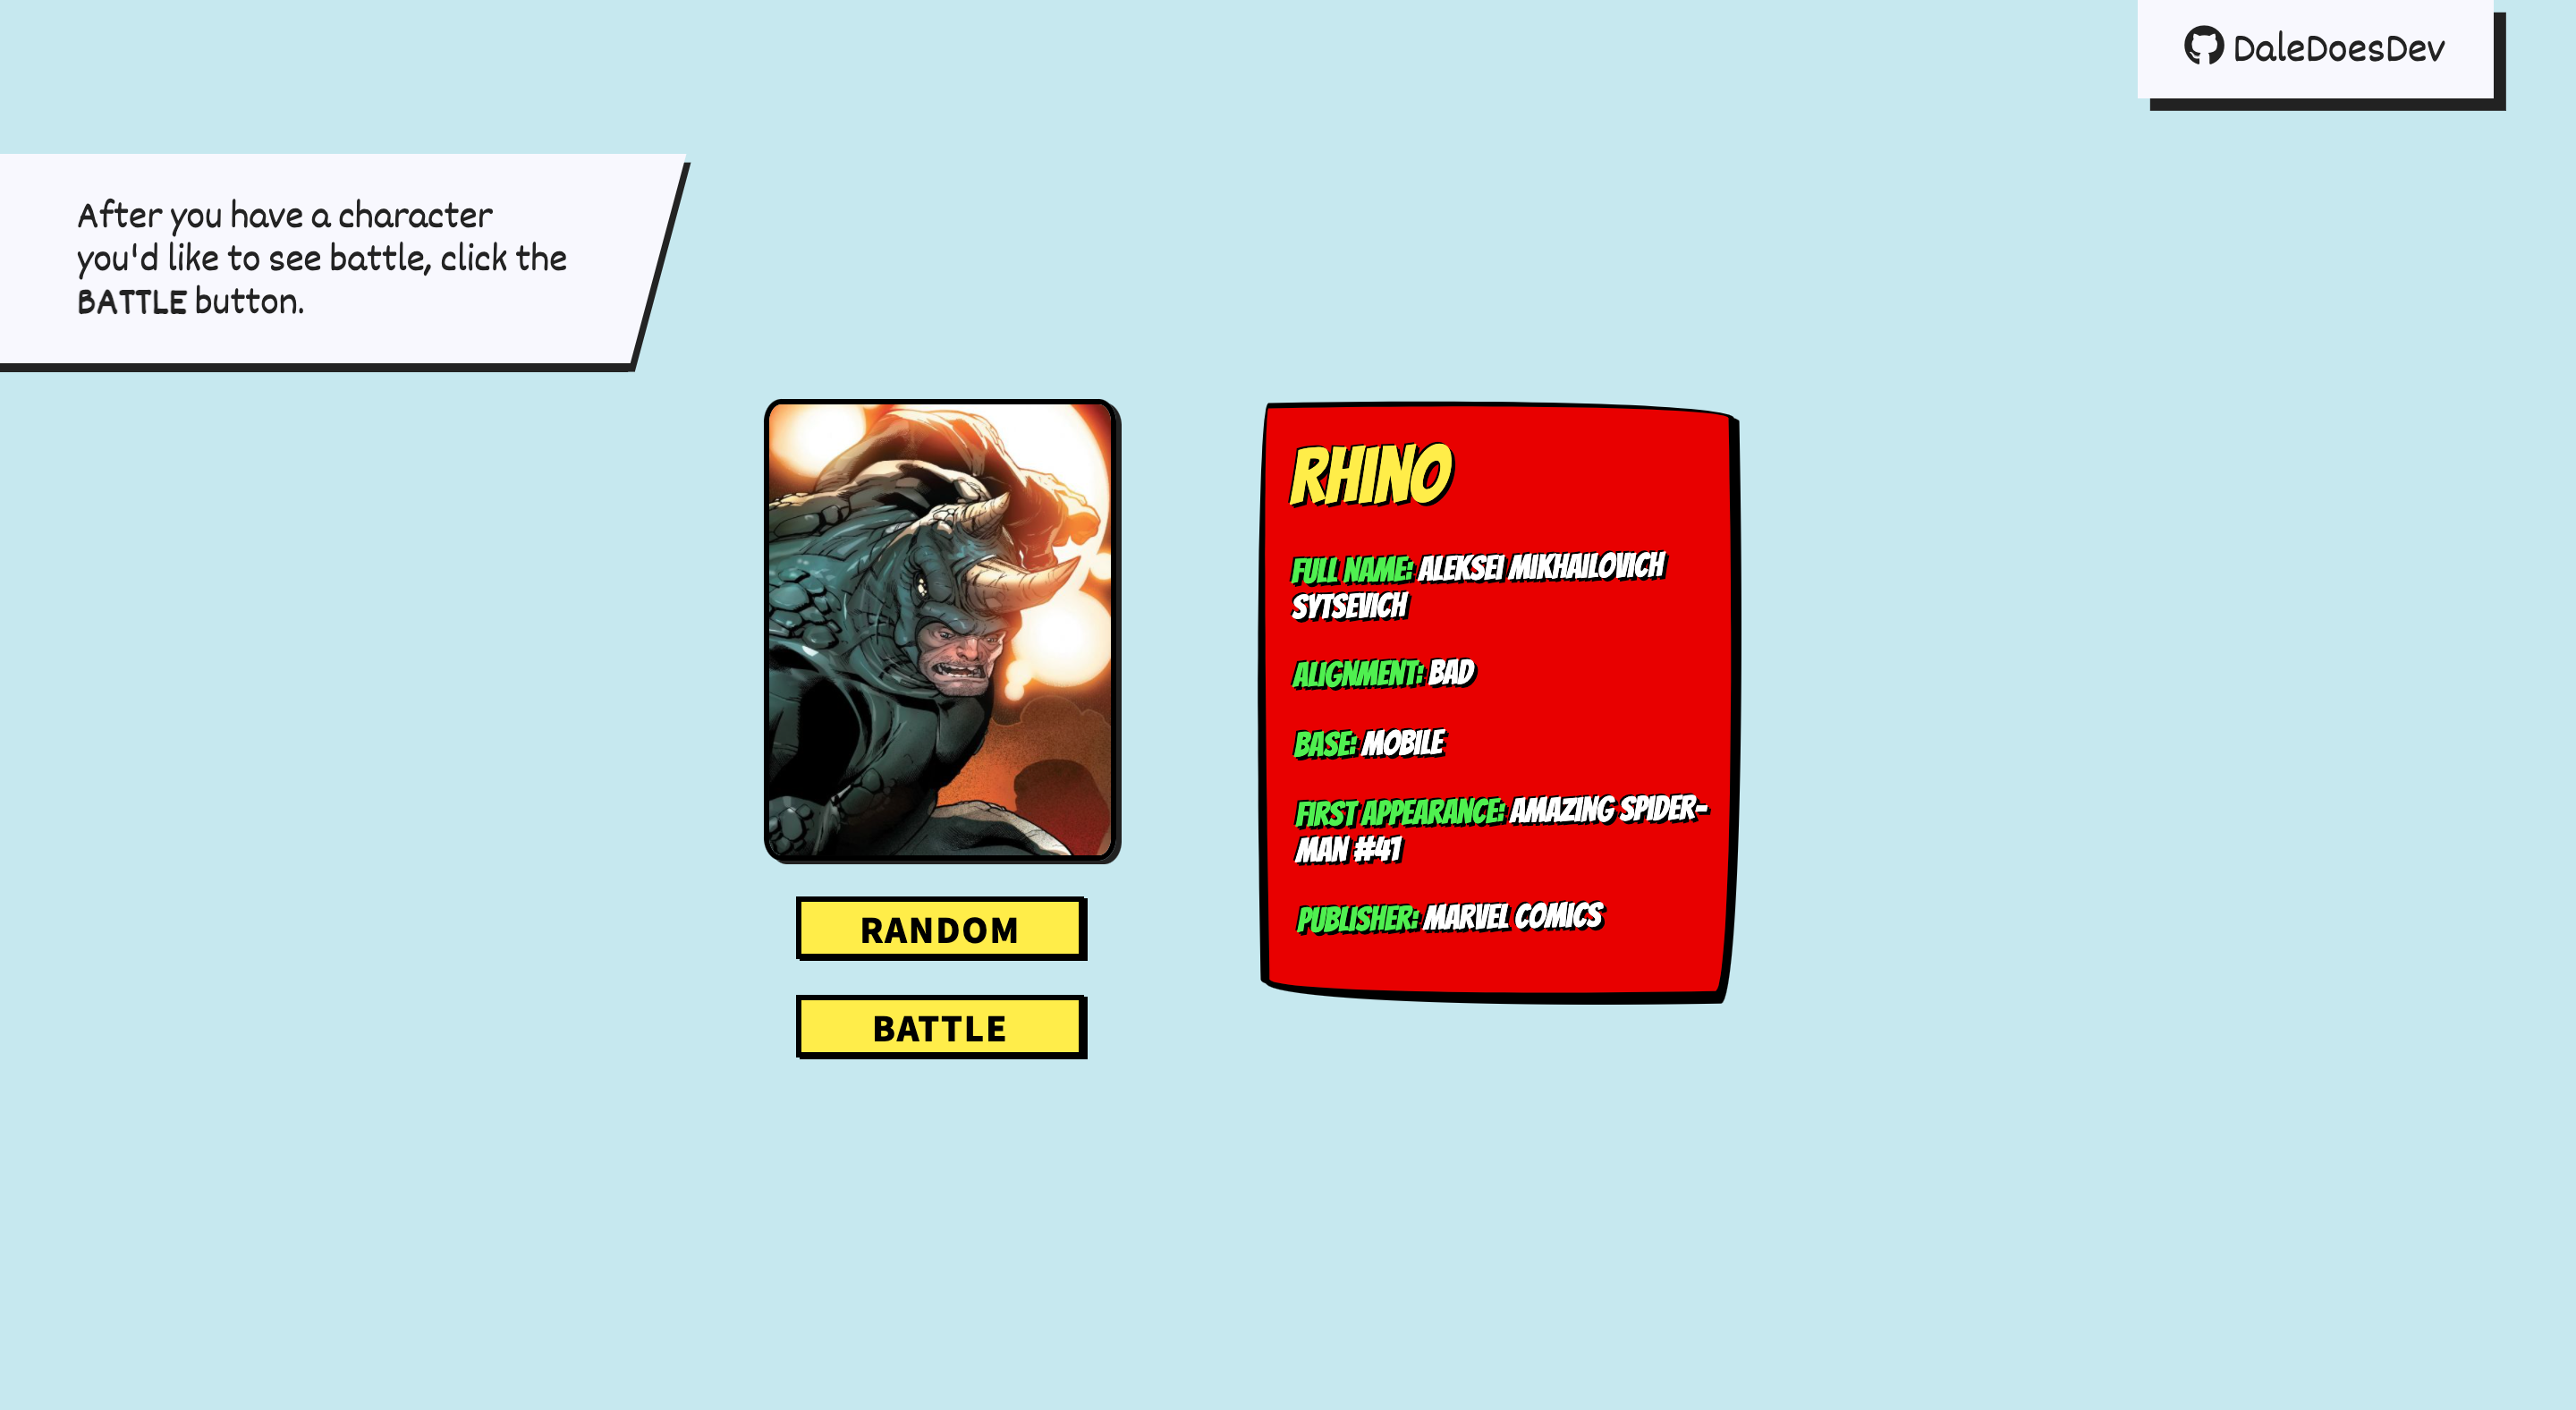 DaleDoesDev
After you have a character
you'd like to see battle, click the
BATTLE button.
RHINO
FULL NAME: ALEKSEI MIKHAILOVICH
SYTSEVICH
ALIGNMENT: BAD
BASE: MOBILE
FIRST APPEARANCE: AMAZING SPIDER-
MAN #41
PUBLISHER: MARVEL COMICS
RANDOM
BATTLE